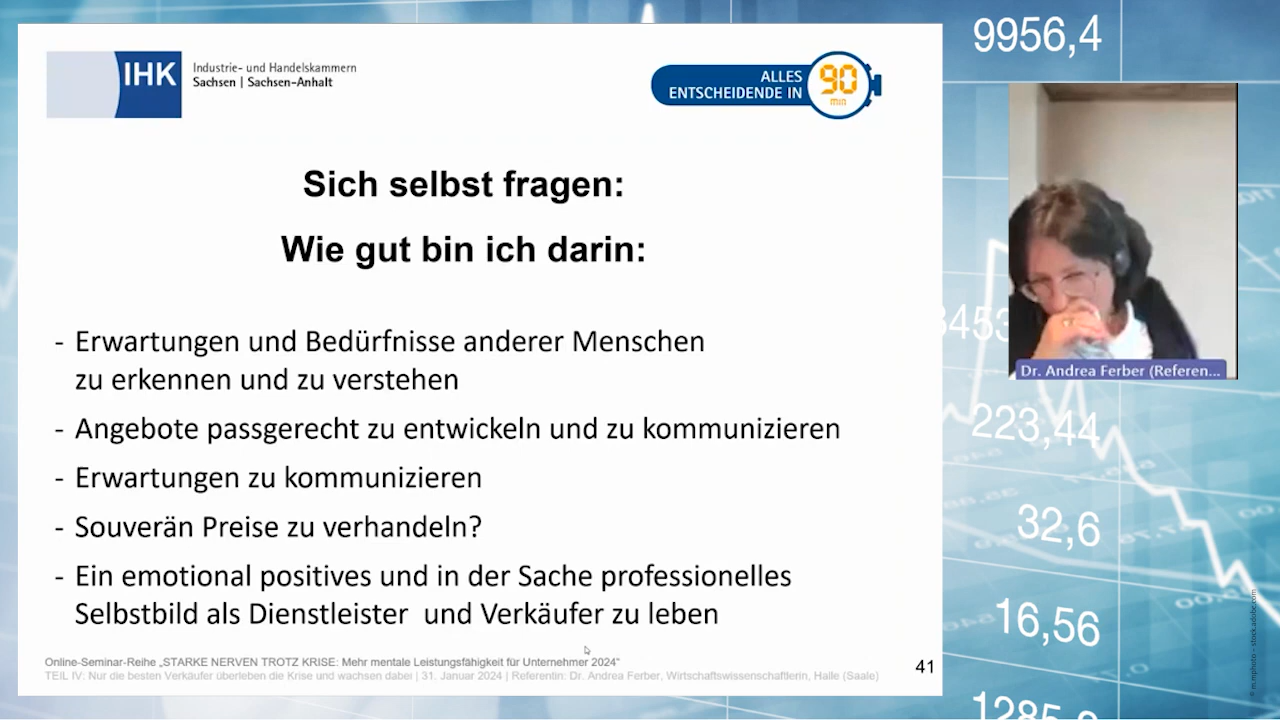 IHK
Industrie- und Handelskammern
Sachsen | Sachsen-Anhalt
ALLES
ENTSCHEIDENDE IN
90
min
Sich selbst fragen:
Wie gut bin ich darin:
- Erwartungen und Bedürfnisse anderer Menschen
zu erkennen und zu verstehen
- Angebote passgerecht zu entwickeln und zu kommunizieren
- Erwartungen zu kommunizieren
- Souverän Preise zu verhandeln?
- Ein emotional positives und in der Sache professionelles
Selbstbild als Dienstleister und Verkäufer zu leben
Online-Seminar-Reihe „STARKE NERVEN TROTZ KRISE: Mehr mentale Leistungsfähigkeit für Unternehmer 2024“
TEIL IV: Nur die besten Verkäufer überleben die Krise und wachsen dabei | 31. Januar 2024 | Referentin: Dr. Andrea Ferber, Wirtschaftswissenschaftlerin, Halle (Saale)
41
9956,4
Dr. Andrea Ferber (Referen...
223,44
32,6
16,56